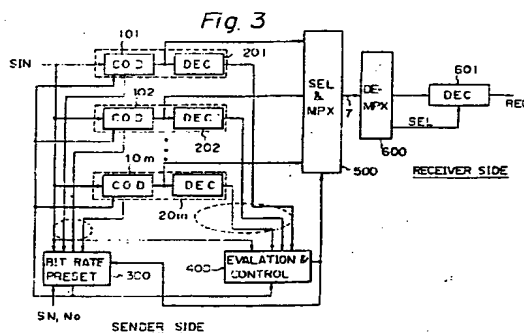 Fig. 3
101
201
SIN
COD
DEC
SEL & MPX
7
DE-MPX
601
DEC
SEL
600
500
RECEIVER SIDE
102
COD
DEC
202
10m
COD
DEC
20m
BIT RATE PRESET
300
400
EVALATION & CONTROL
SN, No
SENDER SIDE